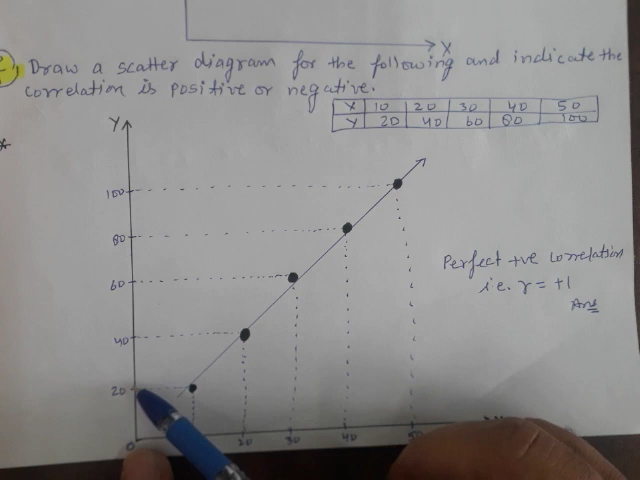 X
Draw a scatter diagram for the following and indicate the
correlation is positive or negative.
X 10 20 30 40 50
Y 20 40 60 80 100
Y
100
80
60
40
20
Perfect +ve correlation
i.e. r = +1
Ans
0 20 30 40 50